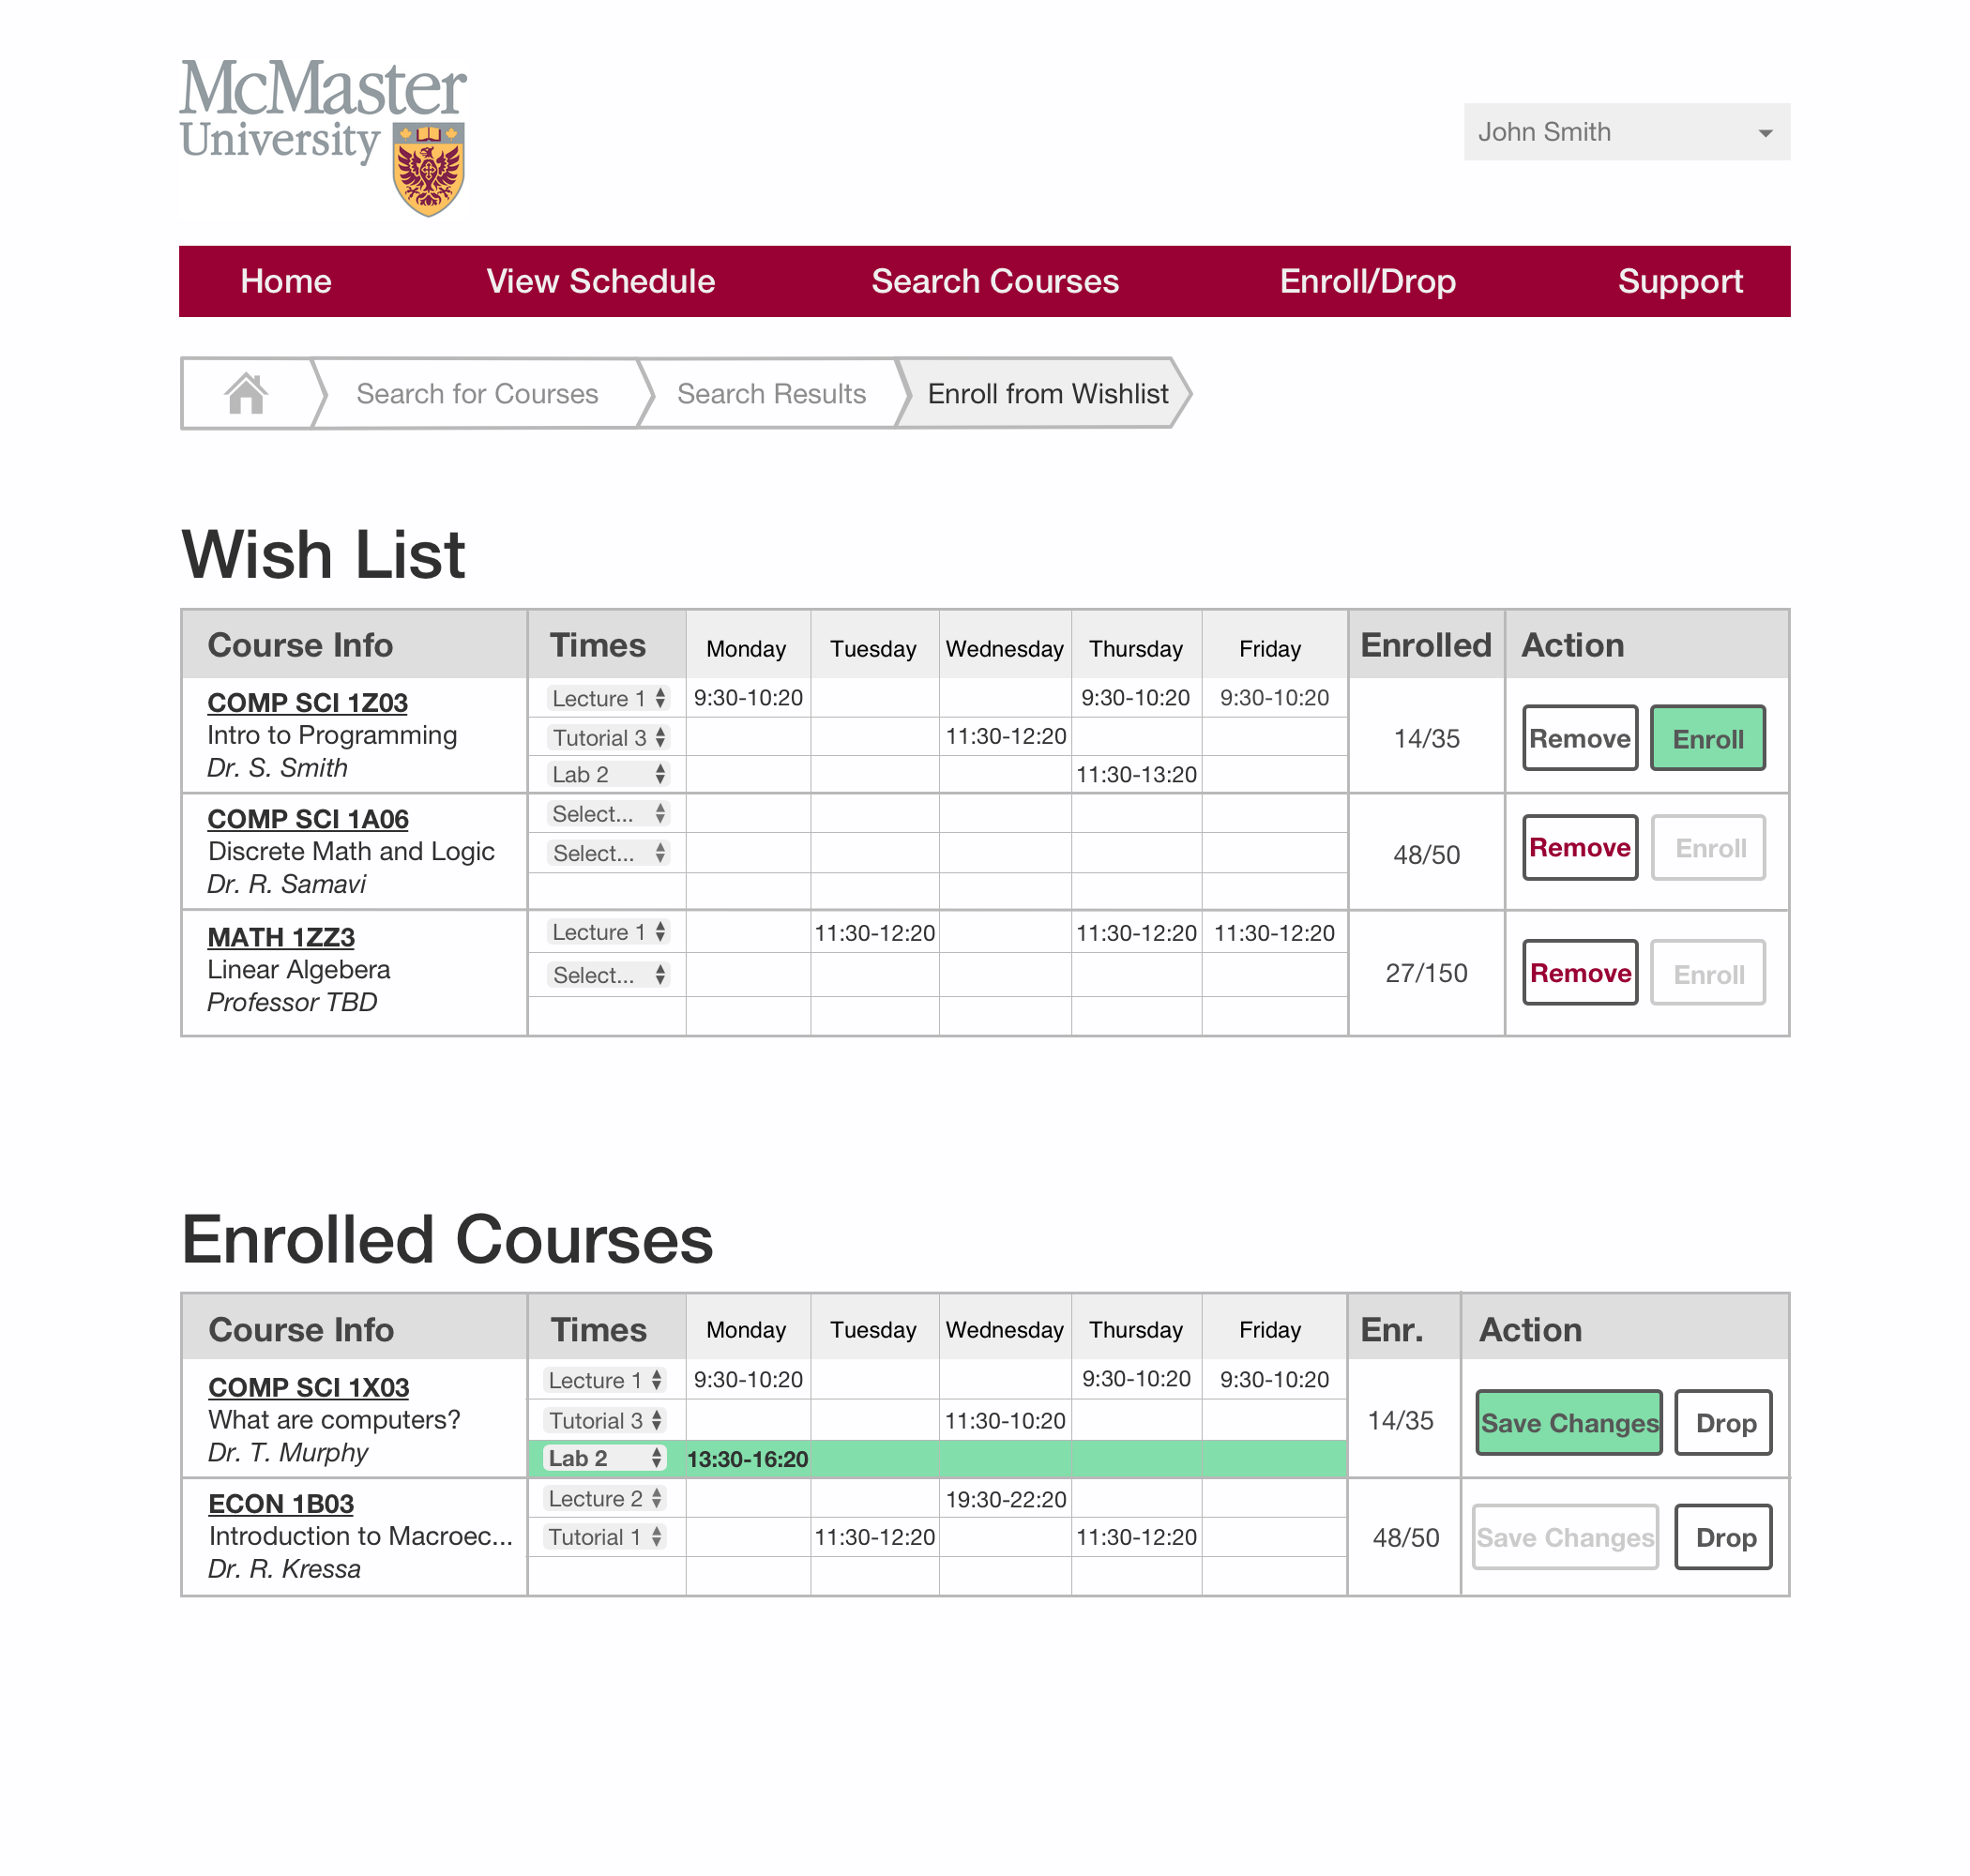 McMaster
University
John Smith
Home View Schedule Search Courses Enroll/Drop Support
Search for Courses Search Results Enroll from Wishlist
Wish List
Course Info Times Monday Tuesday Wednesday Thursday Friday Enrolled Action
COMP SCI 1Z03
Intro to Programming
Dr. S. Smith
Lecture 1 9:30-10:20 9:30-10:20 9:30-10:20
Tutorial 3 11:30-12:20
Lab 2 11:30-13:20
14/35
Remove Enroll
COMP SCI 1A06
Discrete Math and Logic
Dr. R. Samavi
Select...
Select...
48/50
Remove Enroll
MATH 1ZZ3
Linear Algebera
Professor TBD
Lecture 1 11:30-12:20 11:30-12:20 11:30-12:20
Select...
27/150
Remove Enroll
Enrolled Courses
Course Info Times Monday Tuesday Wednesday Thursday Friday Enr. Action
COMP SCI 1X03
What are computers?
Dr. T. Murphy
Lecture 1 9:30-10:20 9:30-10:20 9:30-10:20
Tutorial 3 11:30-10:20
Lab 2 13:30-16:20
14/35
Save Changes Drop
ECON 1B03
Introduction to Macroec...
Dr. R. Kressa
Lecture 2 19:30-22:20
Tutorial 1 11:30-12:20 11:30-12:20
48/50
Save Changes Drop